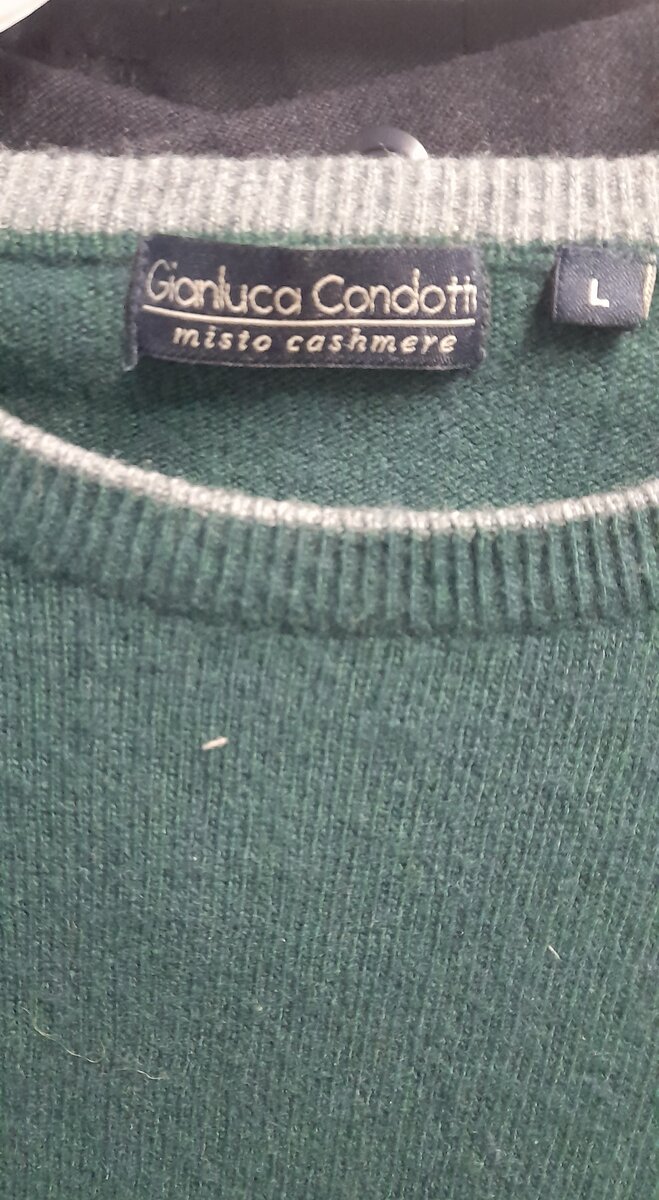 Gianluca Condotti
misto cashmere
L